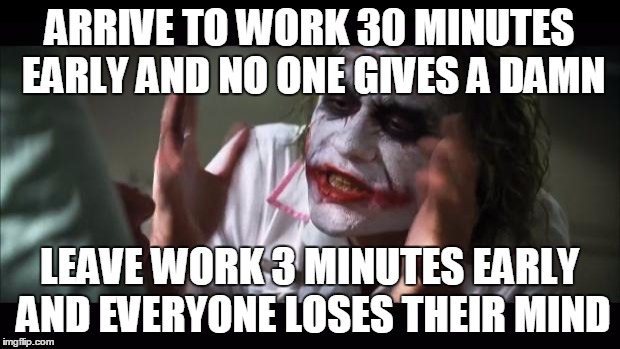 ARRIVE TO WORK 30 MINUTES
EARLY AND NO ONE GIVES A DAMN
LEAVE WORK 3 MINUTES EARLY
AND EVERYONE LOSES THEIR MIND
imgflip.com